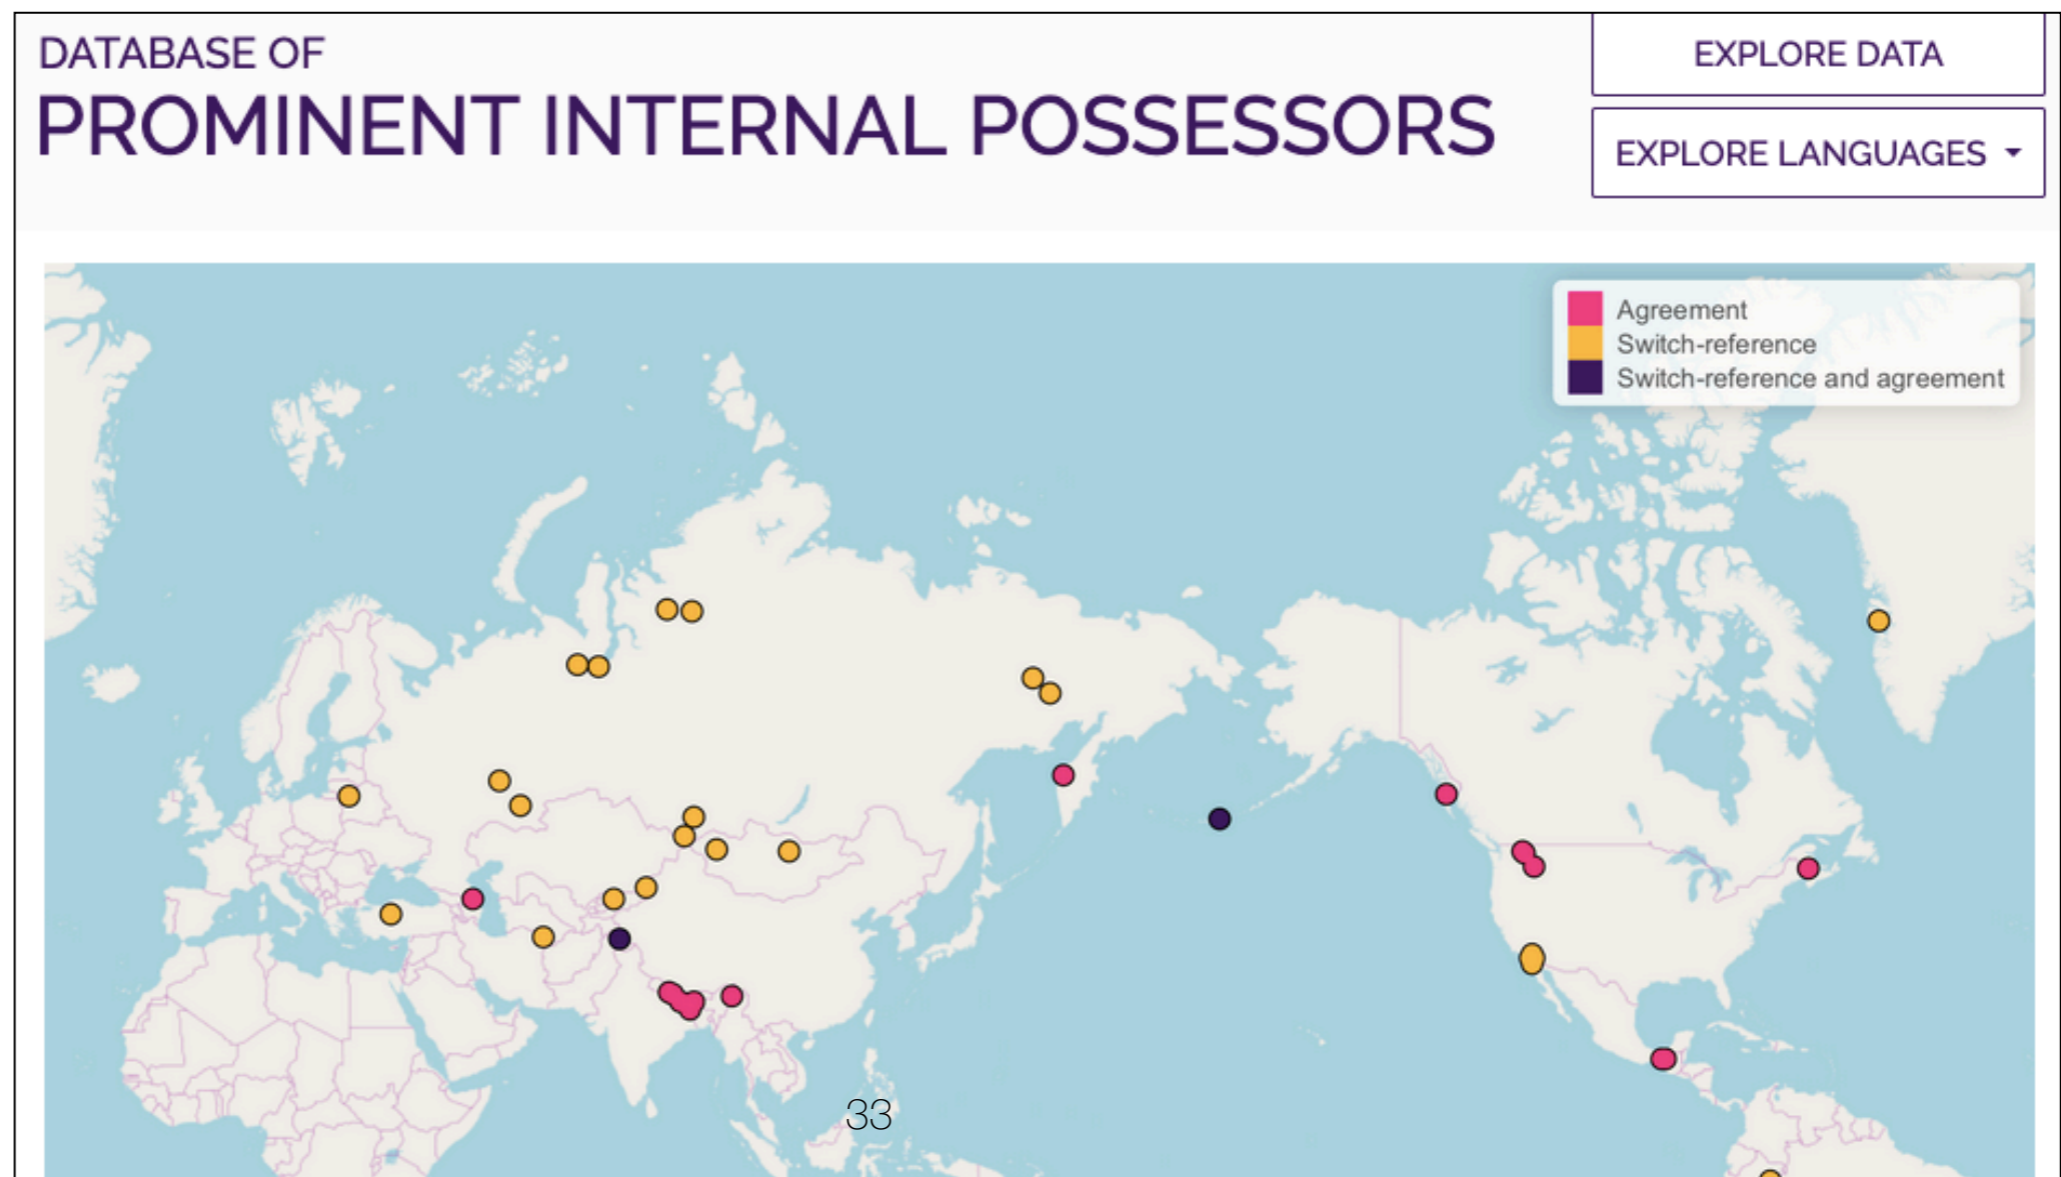 DATABASE OF
PROMINENT INTERNAL POSSESSORS
EXPLORE DATA
EXPLORE LANGUAGES
Agreement
Switch-reference
Switch-reference and agreement
33